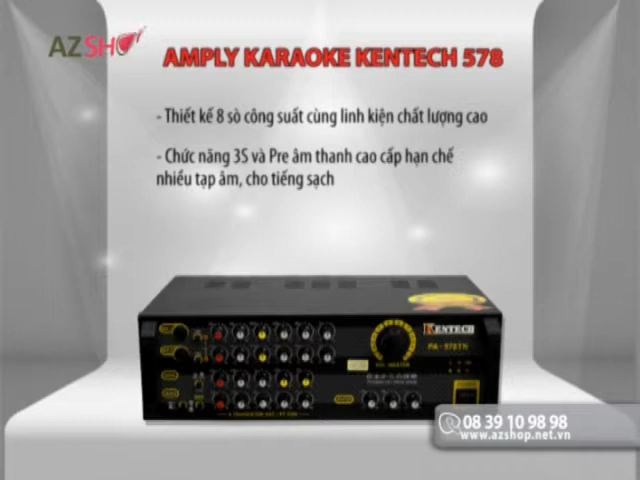 AZSHOP
AMPLY KARAOKE KENTECH 578
- Thiết kế 8 sò công suất cùng linh kiện chất lượng cao
- Chức năng 3S và Pre âm thanh cao cấp hạn chế
nhiều tạp âm, cho tiếng sạch
KENTECH
08 39 10 98 98
www.azshop.net.vn